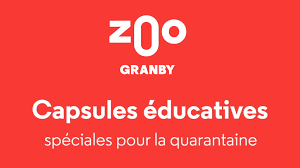 ZOO
GRANBY
Capsules éducatives
spéciales pour la quarantaine